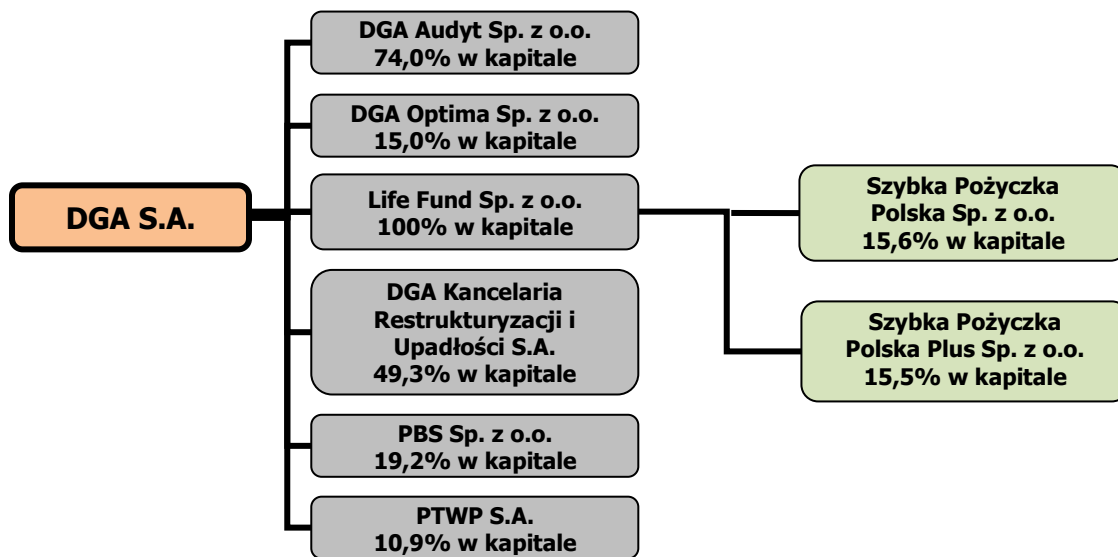 DGA S.A.
DGA Audyt Sp. z o.o.
74,0% w kapitale
DGA Optima Sp. z o.o.
15,0% w kapitale
Life Fund Sp. z o.o.
100% w kapitale
DGA Kancelaria
Restrukturyzacji i
Upadłości S.A.
49,3% w kapitale
PBS Sp. z o.o.
19,2% w kapitale
PTWP S.A.
10,9% w kapitale
Szybka Pożyczka
Polska Sp. z o.o.
15,6% w kapitale
Szybka Pożyczka
Polska Plus Sp. z o.o.
15,5% w kapitale